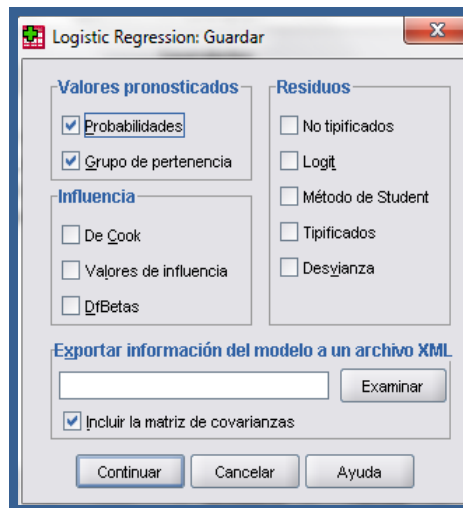 Logistic Regression: Guardar
Valores pronosticados
Probabilidades
Grupo de pertenencia
Influencia
De Cook
Valores de influencia
DfBetas
Residuos
No tipificados
Logit
Método de Student
Tipificados
Desvianza
Exportar información del modelo a un archivo XML
Examinar
Incluir la matriz de covarianzas
Continuar Cancelar Ayuda